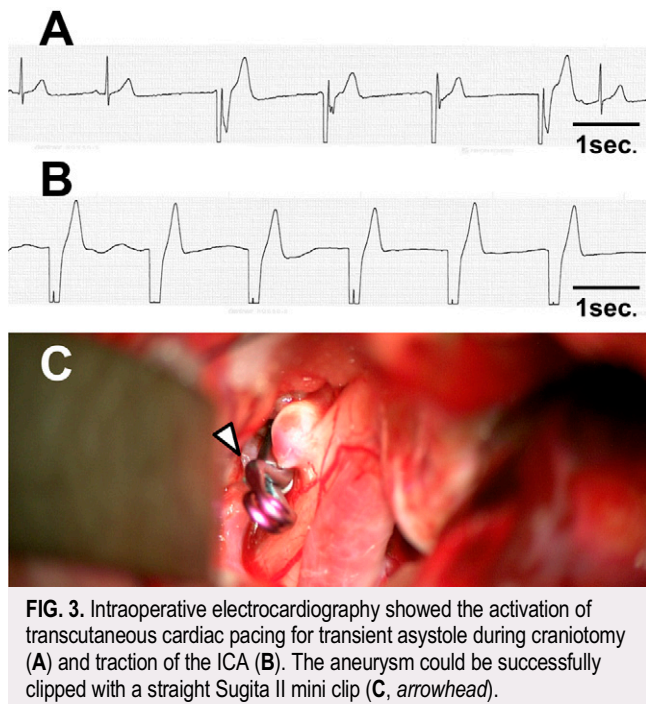 A
1sec.
B
1sec.
C
FIG. 3. Intraoperative electrocardiography showed the activation of
transcutaneous cardiac pacing for transient asystole during craniotomy
(A) and traction of the ICA (B). The aneurysm could be successfully
clipped with a straight Sugita II mini clip (C, arrowhead).